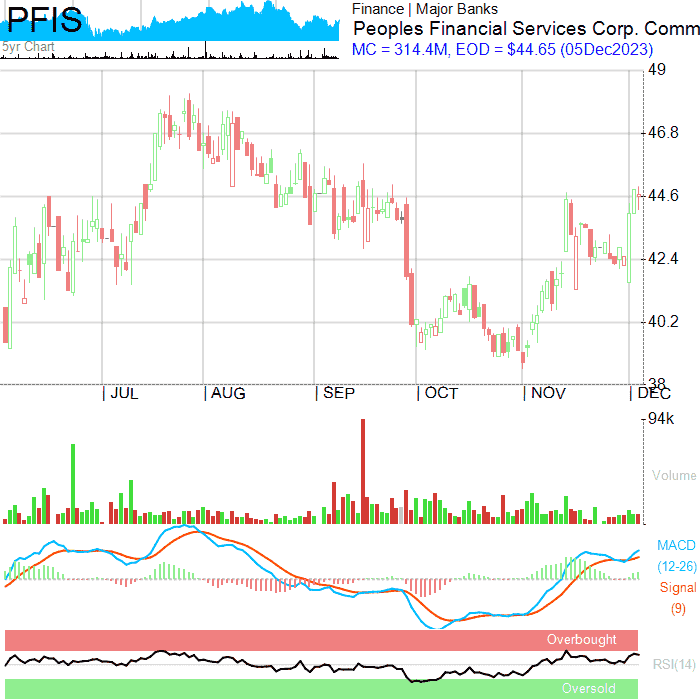 PFIS
5yr Chart
Finance | Major Banks
Peoples Financial Services Corp. Comm
MC = 314.4M, EOD = $44.65 (05Dec2023)
49
46.8
44.6
42.4
40.2
38
| JUL | AUG | SEP | OCT | NOV | DEC
94k
Volume
MACD
(12-26)
Signal
(9)
Overbought
RSI(14)
Oversold